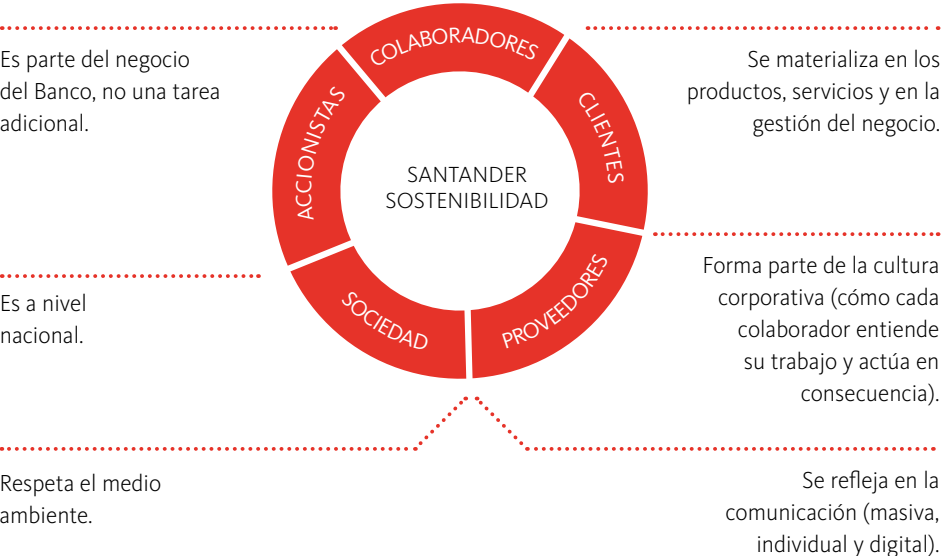 Es parte del negocio
del Banco, no una tarea
adicional.
Es a nivel
nacional.
Respeta el medio
ambiente.
COLABORADORES
CLIENTES
PROVEEDORES
SOCIEDAD
ACCIONISTAS
SANTANDER
SOSTENIBILIDAD
Se materializa en los
productos, servicios y en la
gestión del negocio.
Forma parte de la cultura
corporativa (cómo cada
colaborador entiende
su trabajo y actúa en
consecuencia).
Se refleja en la
comunicación (masiva,
individual y digital).